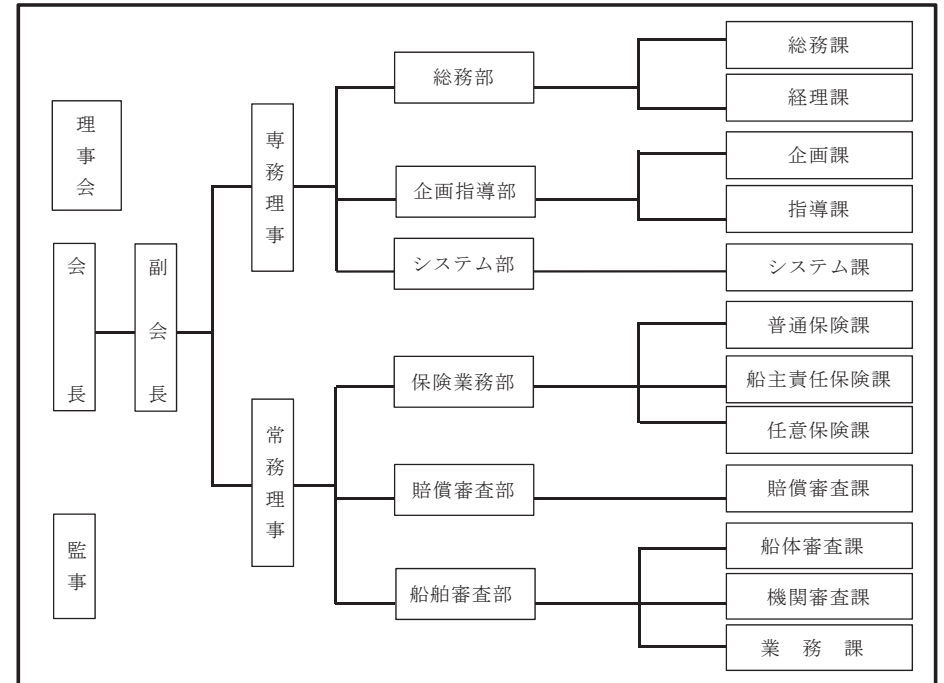 理事会
会長
副会長
監事
専務理事
常務理事
総務部
企画指導部
システム部
保険業務部
賠償審査部
船舶審査部
総務課
経理課
企画課
指導課
システム課
普通保険課
船主責任保険課
任意保険課
賠償審査課
船体審査課
機関審査課
業務課